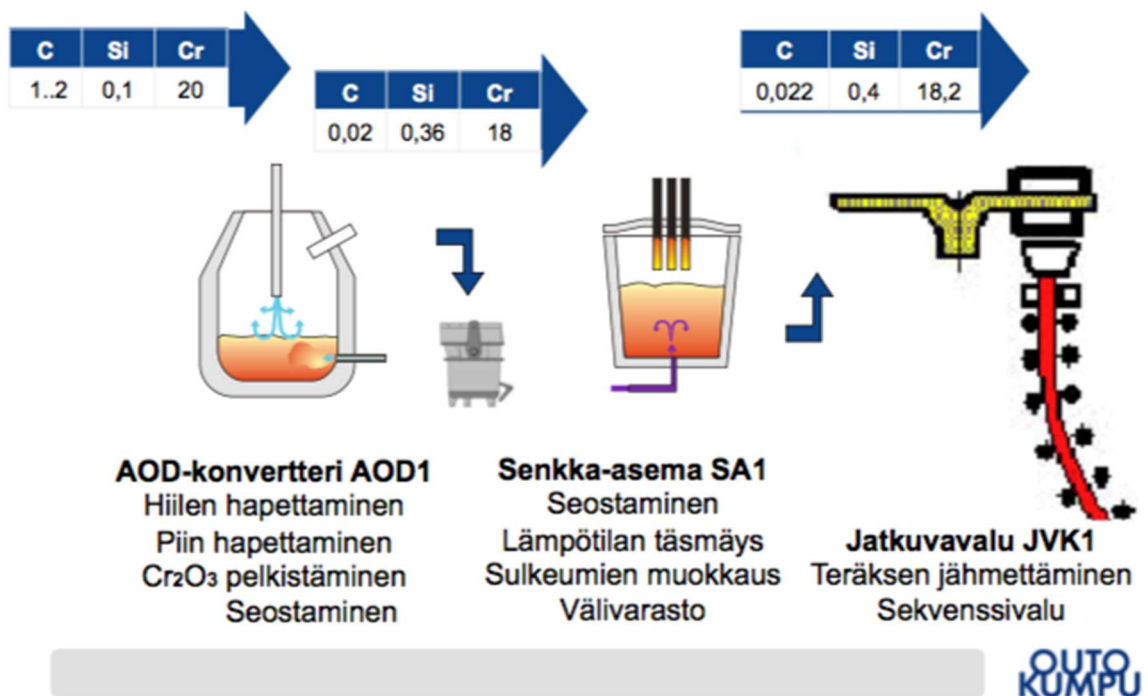 C Si Cr
1..2 0,1 20
C Si Cr
0,02 0,36 18
C Si Cr
0,022 0,4 18,2
AOD-konvertteri AOD1
Hiilen hapettaminen
Piin hapettaminen
Cr₂O₃ pelkistäminen
Seostaminen
Senkka-asema SA1
Seostaminen
Lämpötilan täsmäys
Sulkeumien muokkaus
Välivarasto
Jatkuvavalu JVK1
Teräksen jähmettäminen
Sekvenssivalu
OUTO
KUMPU